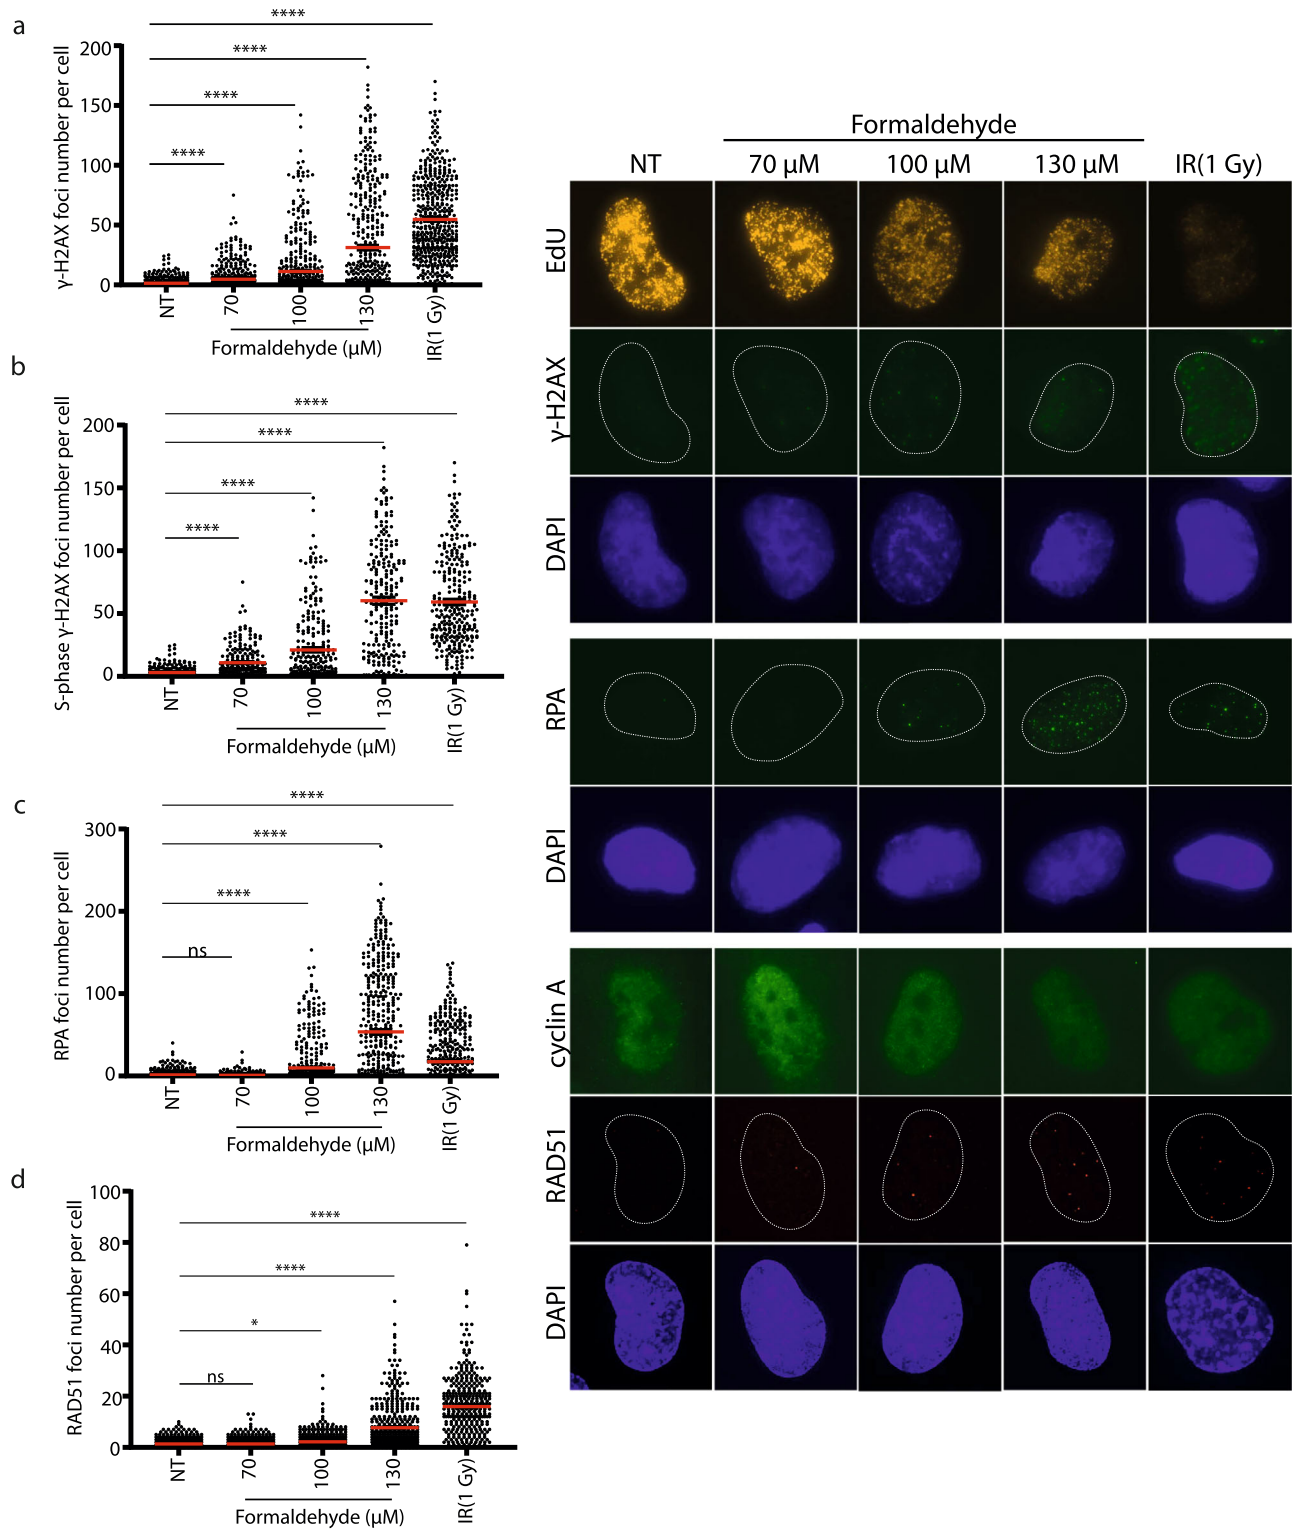 a
γ-H2AX foci number per cell
200
150
100
50
0
****
****
****
****
NT
70
100
130
IR(1 Gy)
Formaldehyde (μM)
b
S-phase γ-H2AX foci number per cell
200
150
100
50
0
****
****
****
****
NT
70
100
130
IR(1 Gy)
Formaldehyde (μM)
c
RPA foci number per cell
300
200
100
0
****
****
****
ns
NT
70
100
130
IR(1 Gy)
Formaldehyde (μM)
d
RAD51 foci number per cell
100
80
60
40
20
0
****
****
*
ns
NT
70
100
130
IR(1 Gy)
Formaldehyde (μM)
Formaldehyde
NT 70 μM 100 μM 130 μM IR(1 Gy)
EdU
γ-H2AX
DAPI
RPA
DAPI
cyclin A
RAD51
DAPI